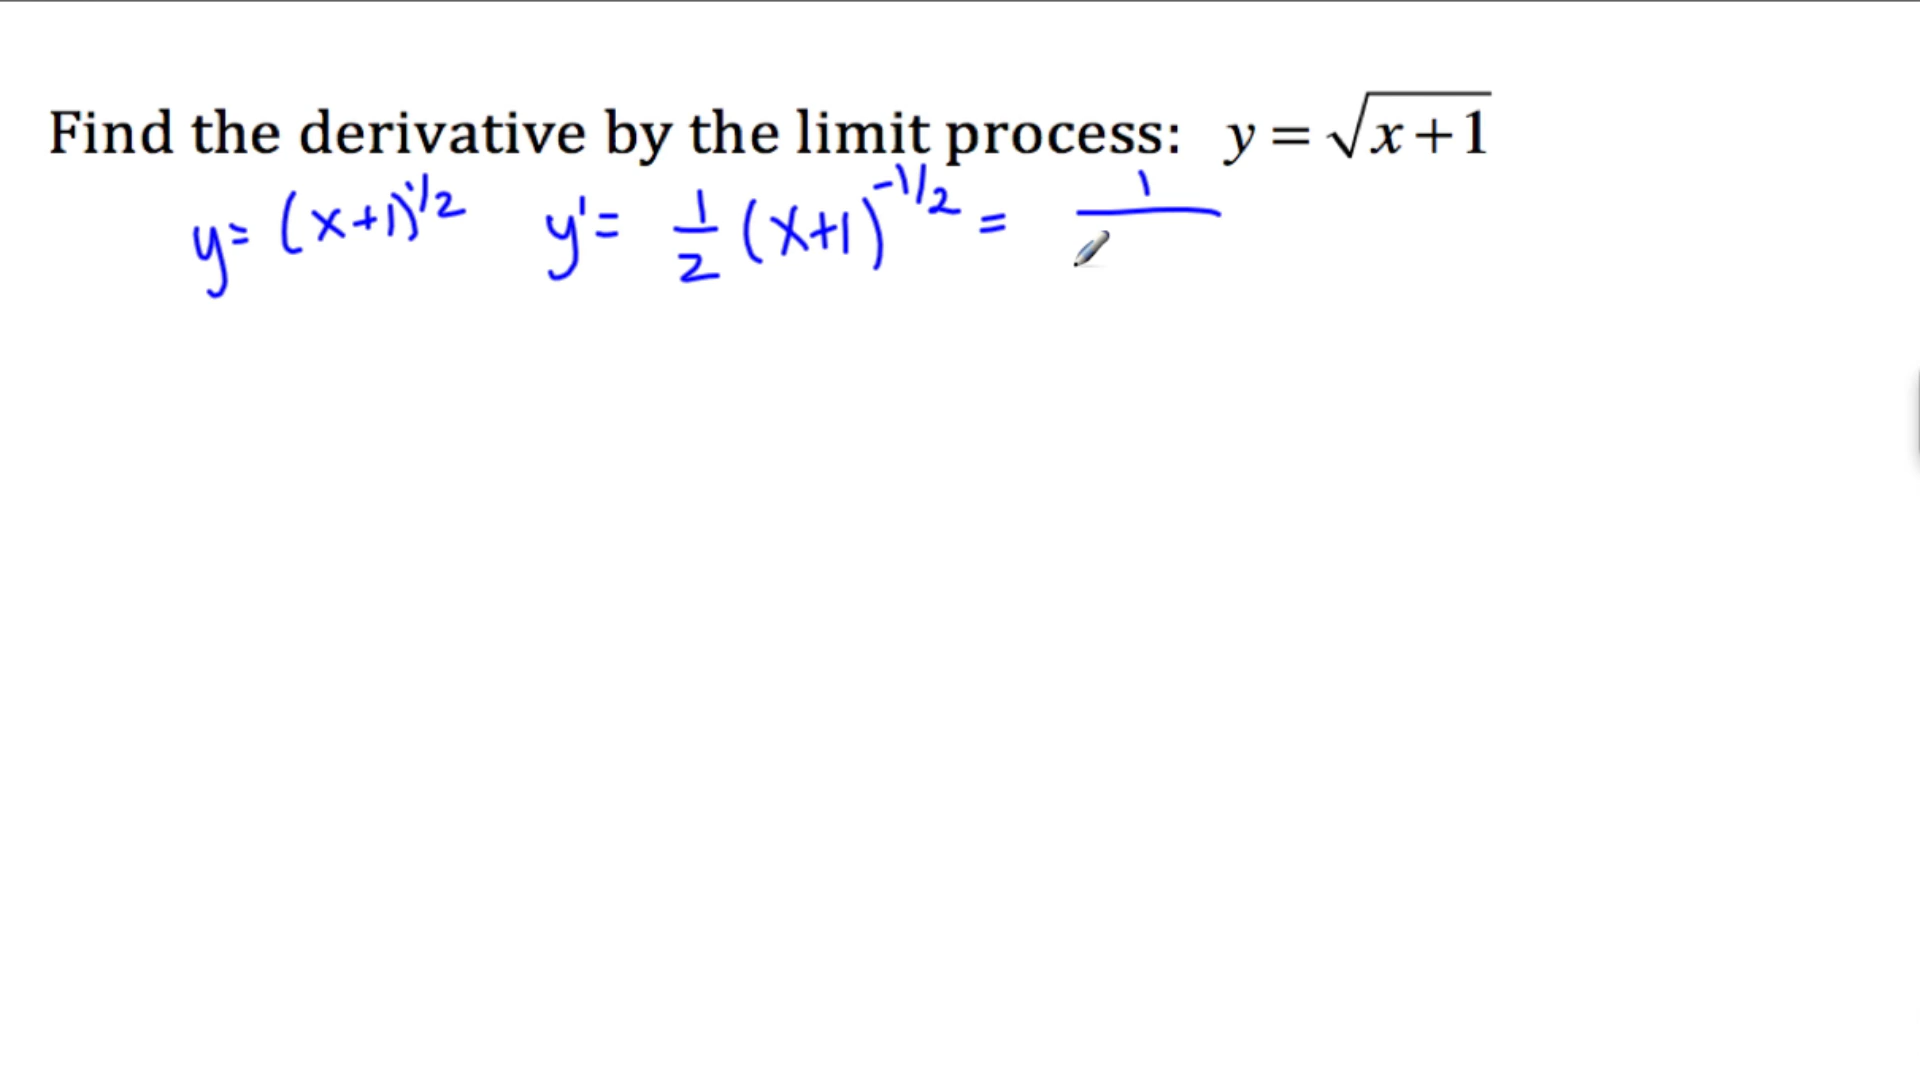 Find the derivative by the limit process: y = √(x+1)
y = (x+1)^1/2 y' = 1/2 (x+1)^-1/2 = 1/